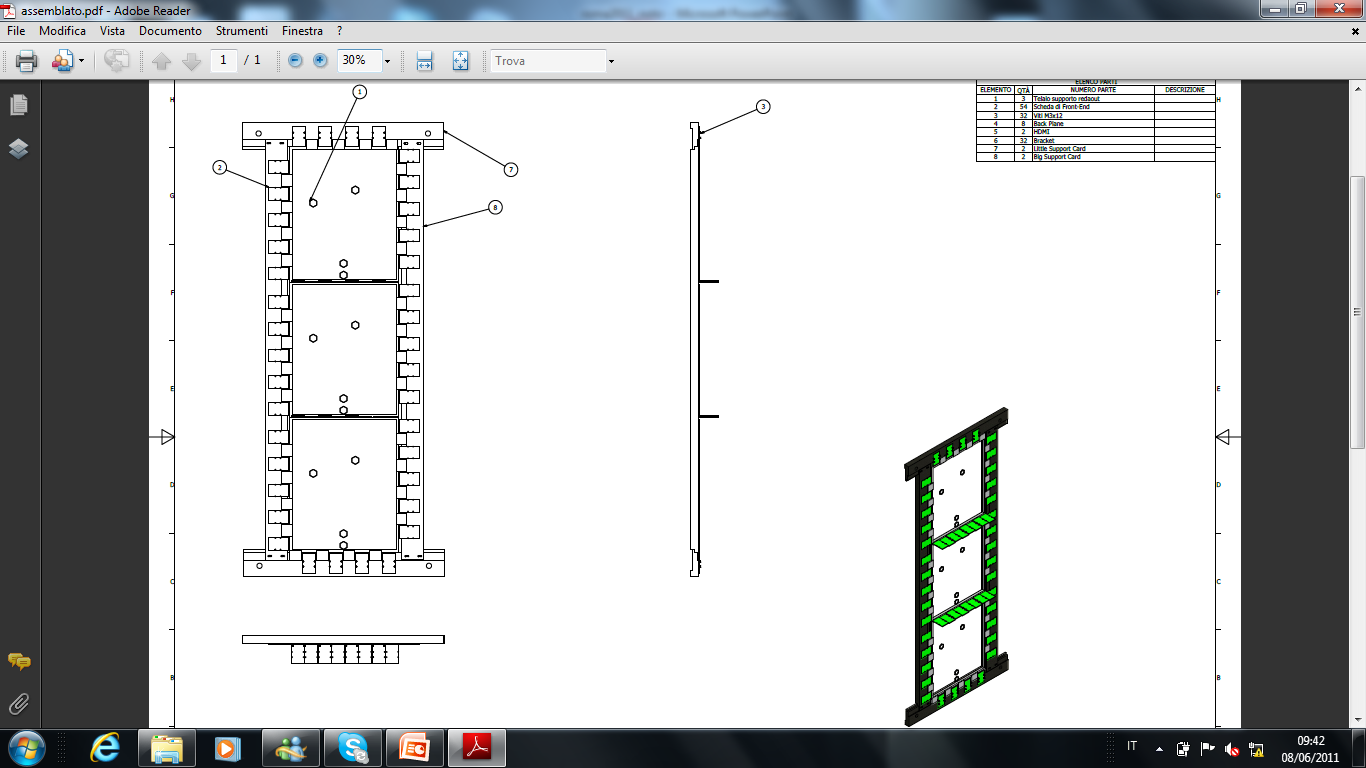 assemblato.pdf - Adobe Reader
File Modifica Vista Documento Strumenti Finestra ?
1 / 1 30% Trova
ELENCO PARTI
ELEMENTO QTÀ NUMERO PARTE DESCRIZIONE
1 3 Telaio supporto redaout
2 54 Scheda di Front-End
3 32 Viti M3x12
4 8 Back Plane
5 2 HDMI
6 32 Bracket
7 2 Little Support Card
8 2 Big Support Card
H H
1
3
2
7
G G
8
F F
E E
D D
C C
B B
IT
09:42
08/06/2011